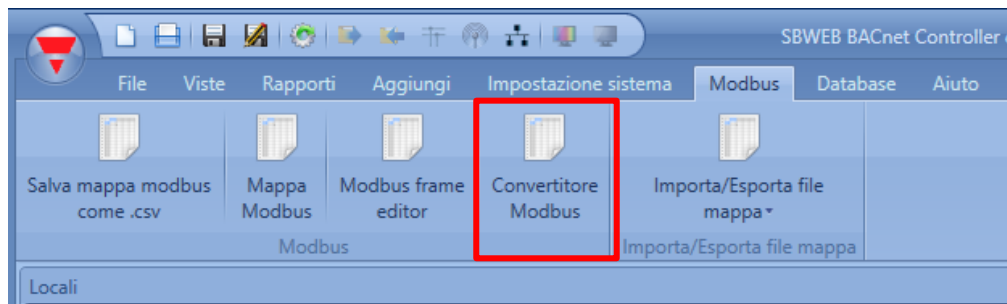 SBWEB BACnet Controller
File Viste Rapporti Aggiungi Impostazione sistema Modbus Database Aiuto
Salva mappa modbus come .csv
Mappa Modbus
Modbus frame editor
Convertitore Modbus
Importa/Esporta file mappa
Modbus
Importa/Esporta file mappa
Locali